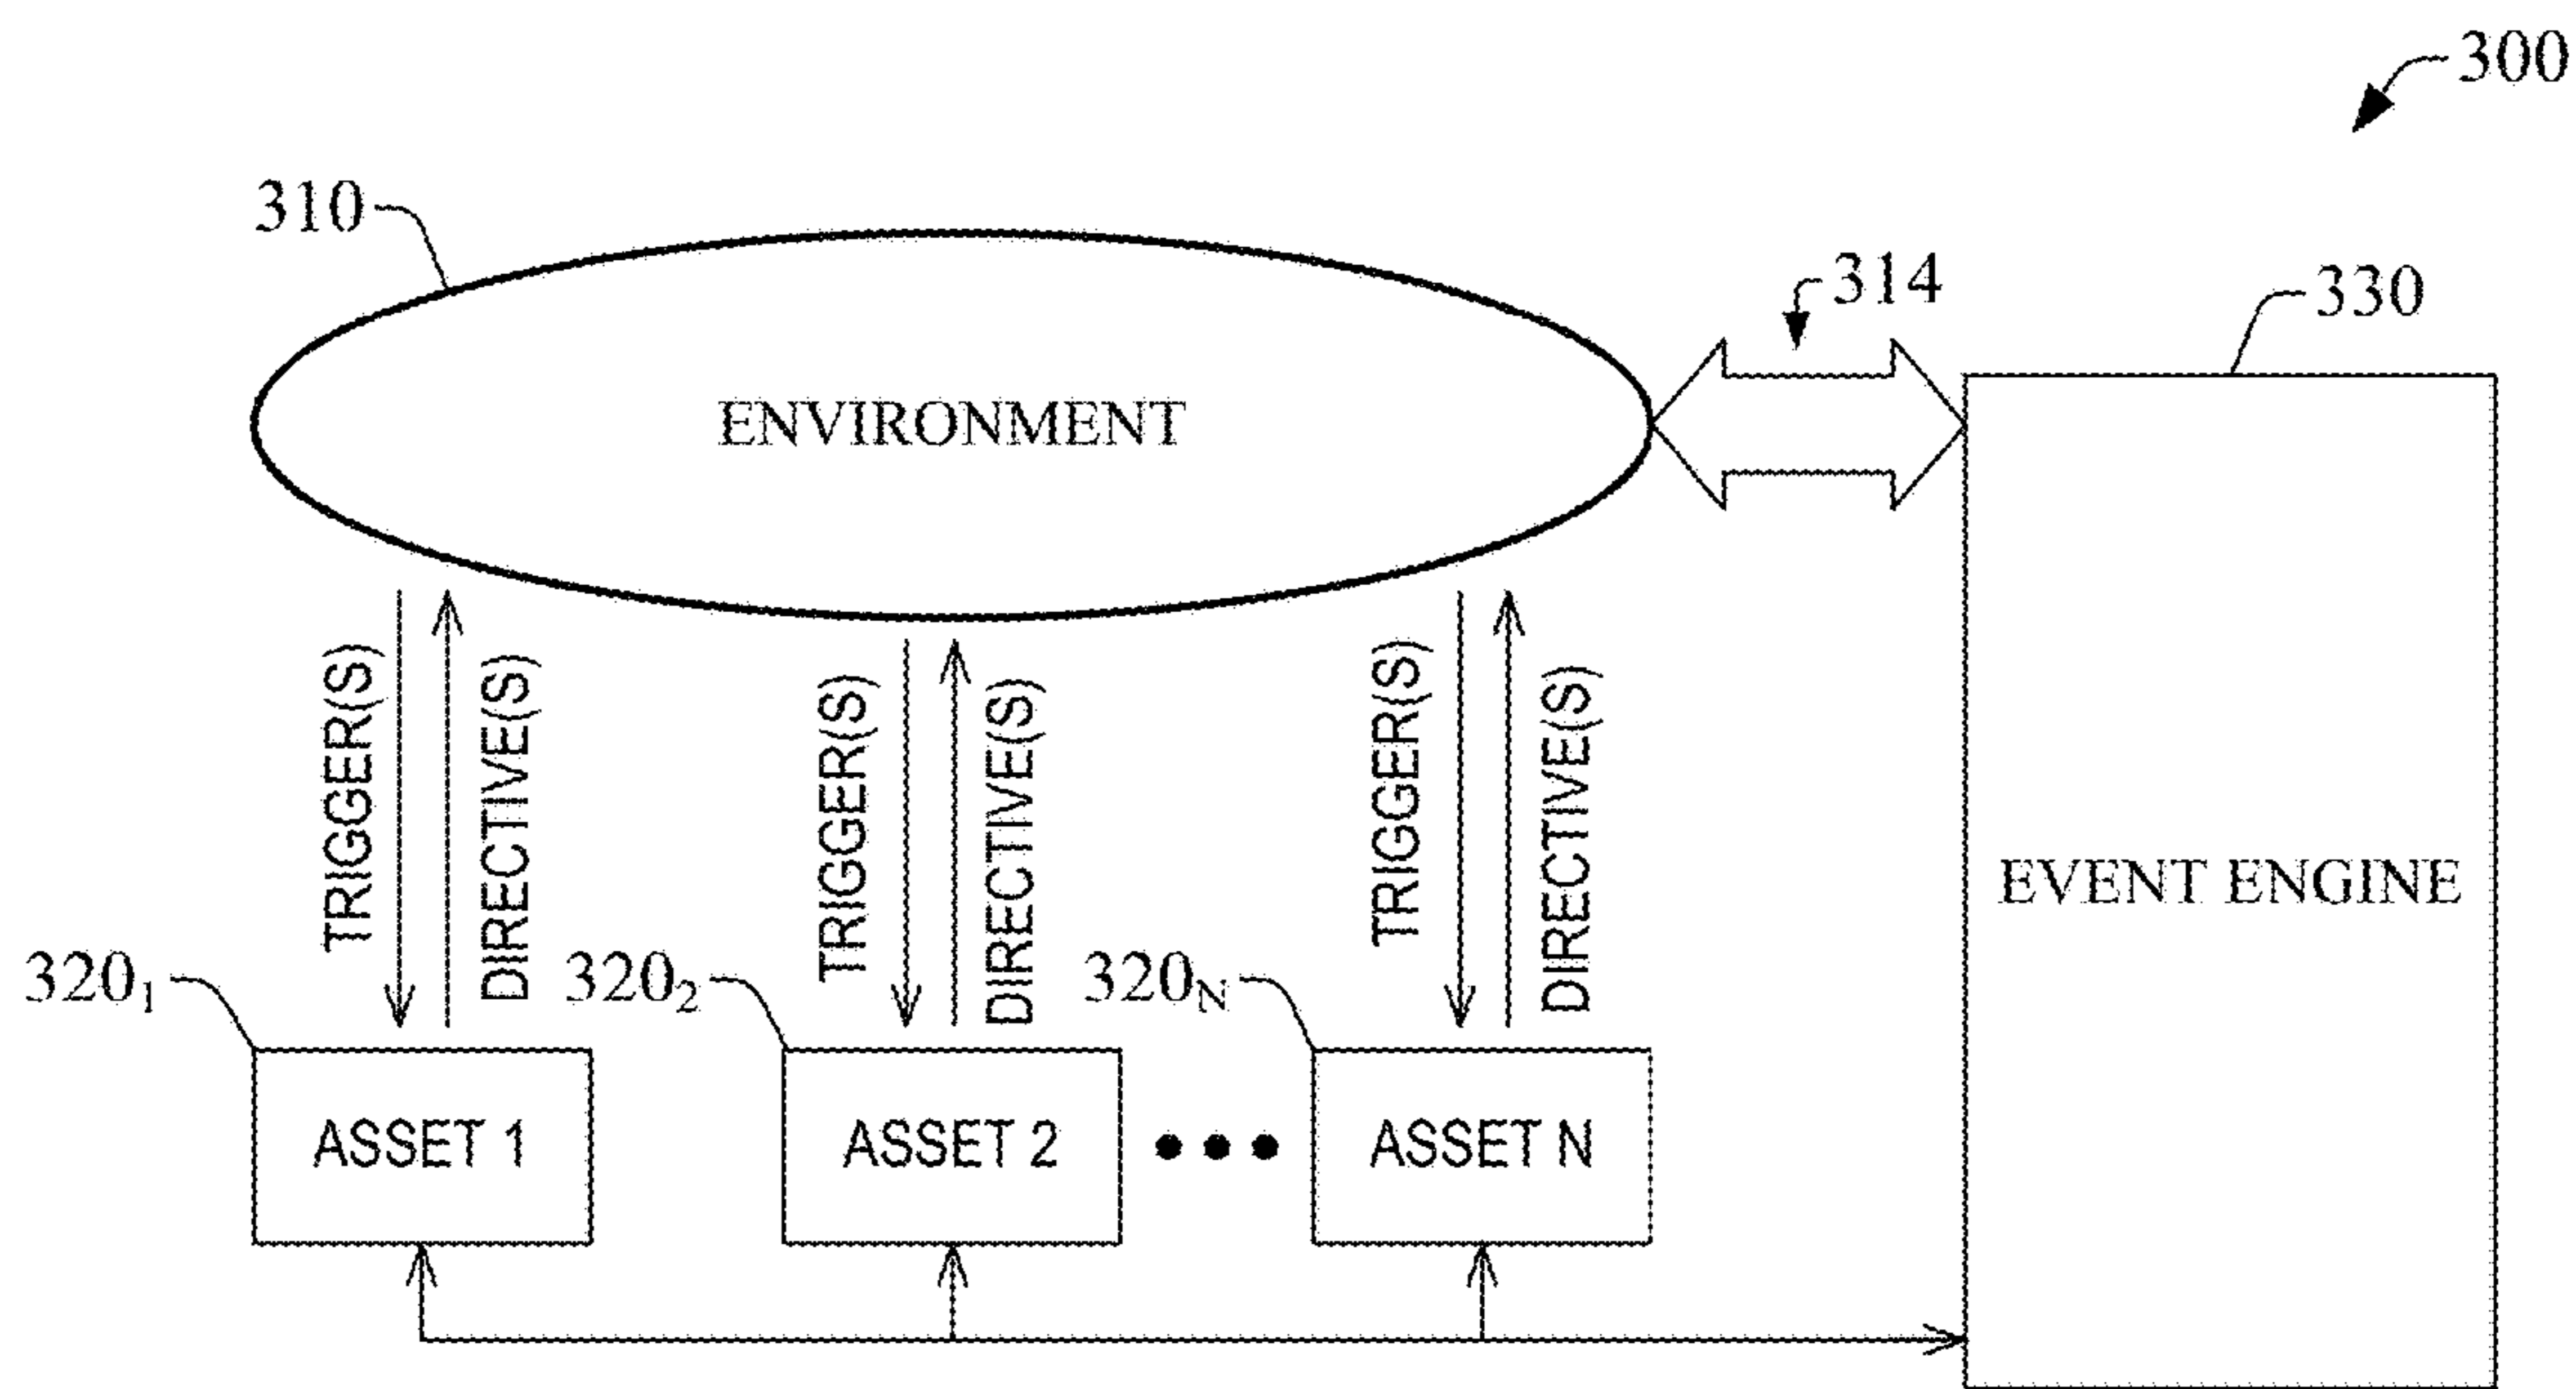 300
310
314
330
ENVIRONMENT
TRIGGER(S)
DIRECTIVE(S)
TRIGGER(S)
DIRECTIVE(S)
TRIGGER(S)
DIRECTIVE(S)
EVENT ENGINE
320₁
320₂
320_N
ASSET 1
ASSET 2
ASSET N